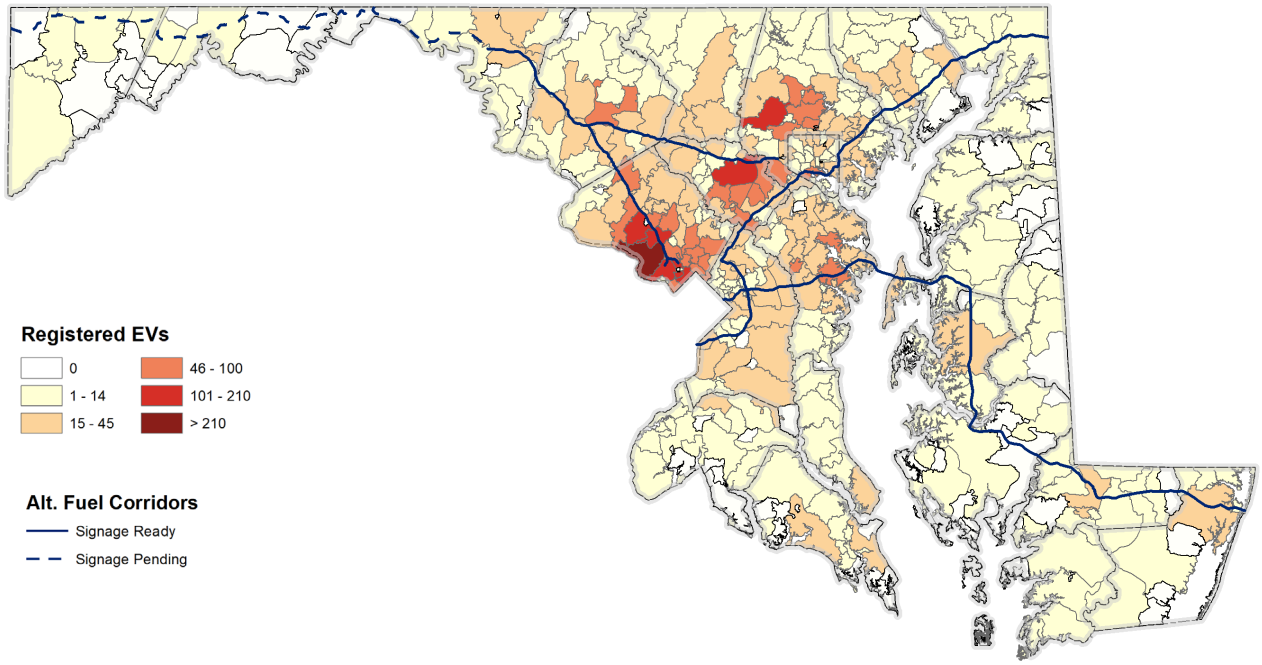 Registered EVs
0
46 - 100
1 - 14
101 - 210
15 - 45
> 210
Alt. Fuel Corridors
Signage Ready
Signage Pending